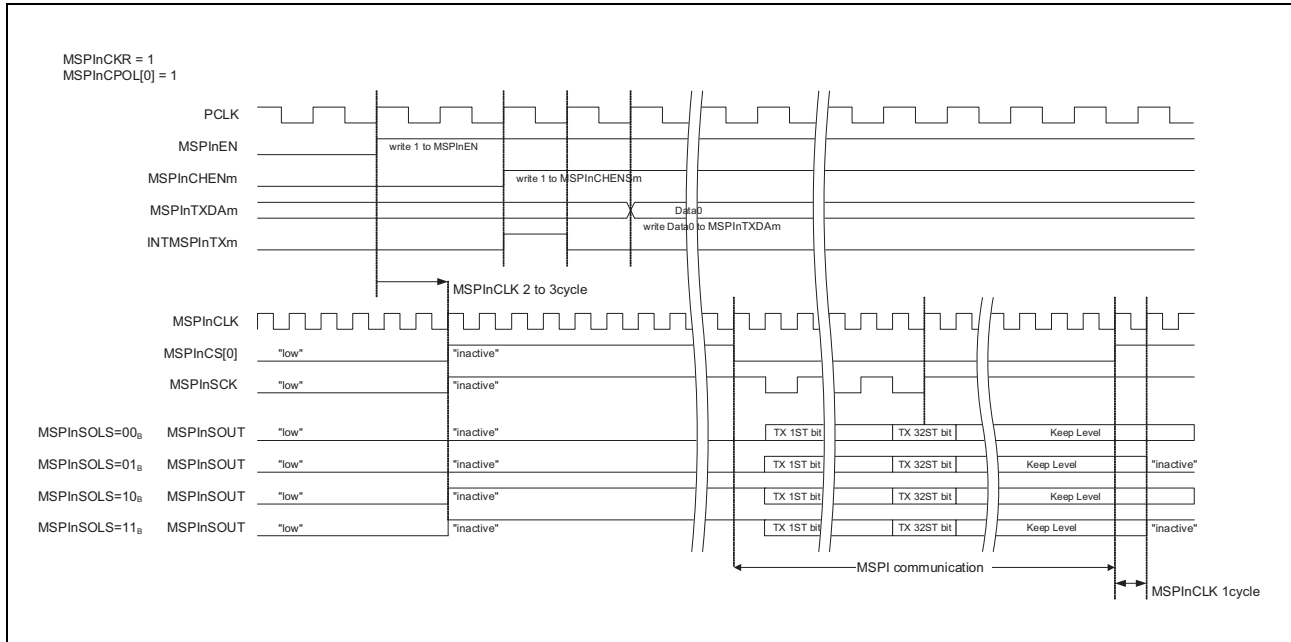 MSPInCKR = 1
MSPInCPOL[0] = 1
PCLK
MSPInEN write 1 to MSPInEN
MSPInCHENm write 1 to MSPInCHENSm
MSPInTXDAm Data0
write Data0 to MSPInTXDAm
INTMSPInTXm
MSPInCLK 2 to 3cycle
MSPInCLK
MSPInCS[0] "low" "inactive"
MSPInSCK "low" "inactive"
MSPInSOLS=00B MSPInSOUT "low" "inactive" TX 1ST bit TX 32ST bit Keep Level
MSPInSOLS=01B MSPInSOUT "low" "inactive" TX 1ST bit TX 32ST bit Keep Level "inactive"
MSPInSOLS=10B MSPInSOUT "low" "inactive" TX 1ST bit TX 32ST bit Keep Level
MSPInSOLS=11B MSPInSOUT "low" "inactive" TX 1ST bit TX 32ST bit Keep Level "inactive"
MSPI communication
MSPInCLK 1cycle